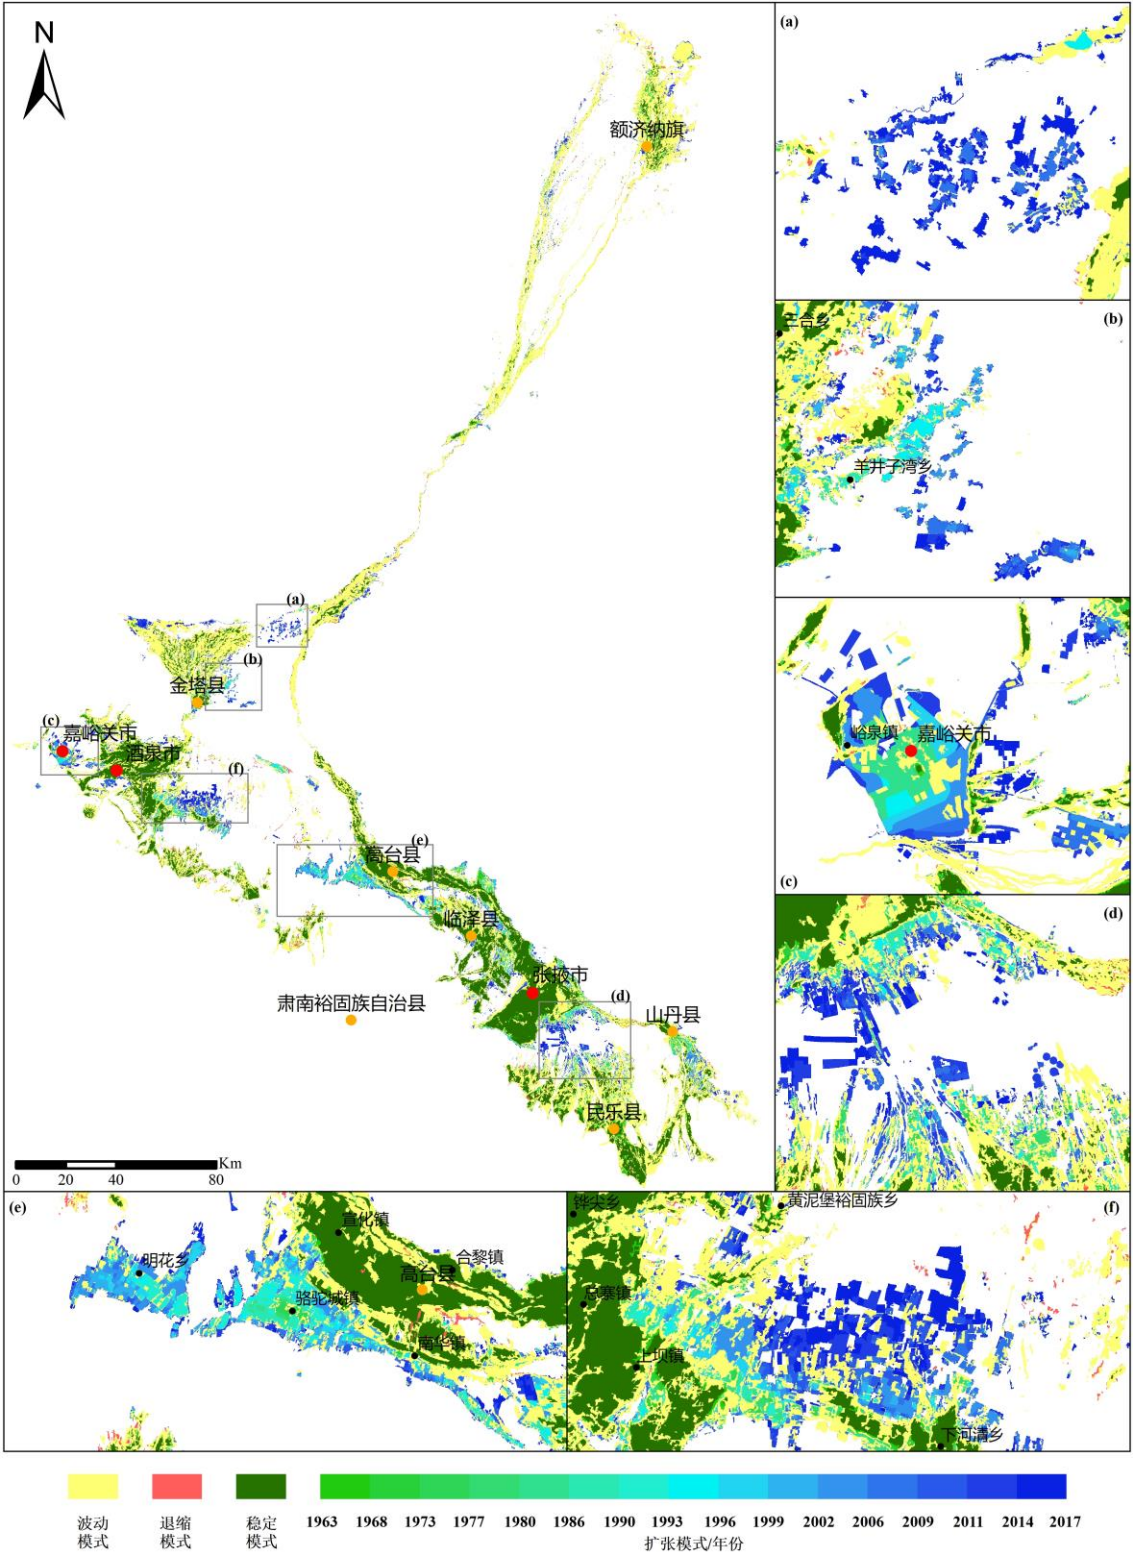 N
额济纳旗
(a)
(b)
金塔县
(c)
嘉峪关市
酒泉市
(f)
(e)
高台县
临泽县
张掖市
(d)
肃南裕固族自治县
山丹县
民乐县
0 20 40 80 Km
(a)
(b)
三合乡
羊井子湾乡
峪泉镇
嘉峪关市
(c)
(d)
(e)
宣化镇
明花乡
合黎镇
高台县
骆驼城镇
南华镇
铧尖乡
黄泥堡裕固族乡
(f)
总寨镇
上坝镇
下河清乡
波动
模式
退缩
模式
稳定
模式
1963 1968 1973 1977 1980 1986 1990 1993 1996 1999 2002 2006 2009 2011 2014 2017
扩张模式/年份